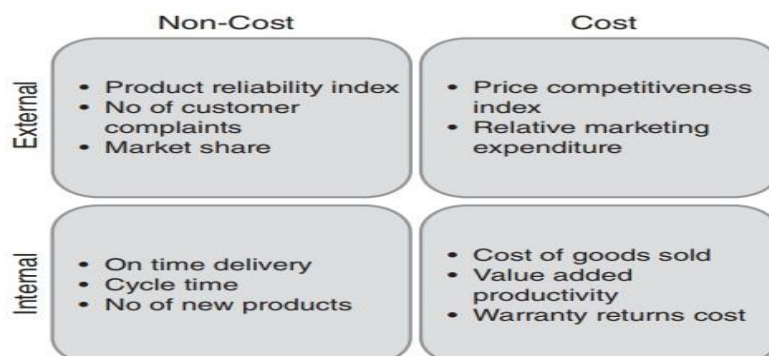 Non-Cost
Cost
External
• Product reliability index
• No of customer
complaints
• Market share
• Price competitiveness
index
• Relative marketing
expenditure
Internal
• On time delivery
• Cycle time
• No of new products
• Cost of goods sold
• Value added
productivity
• Warranty returns cost